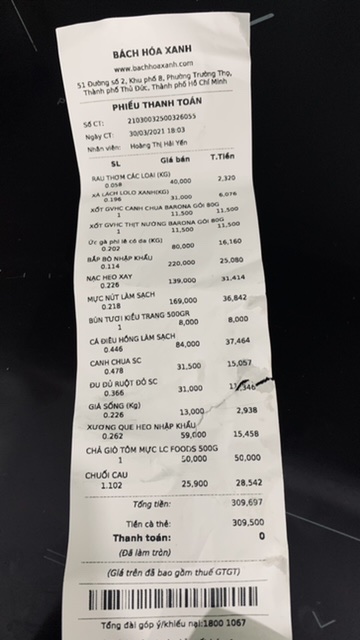 BÁCH HÓA XANH
www.bachhoaxanh.com
51 Đường số 2, Khu phố 8, Phường Trường Thọ,
Thành phố Thủ Đức, Thành phố Hồ Chí Minh
PHIẾU THANH TOÁN
Số CT: 21030032500326055
Ngày CT: 30/03/2021 18:03
Nhân viên: Hoàng Thị Hải Yến
SL Giá bán T.Tiền
RAU THƠM CÁC LOẠI (KG)
0.058 40,000 2,320
XÀ LÁCH LOLO XANH(KG)
0.196 31,000 6,076
XỐT GVHC CANH CHUA BARONA GÓI 80G
1 11,500 11,500
XỐT GVHC THỊT NƯỚNG BARONA GÓI 80G
1 11,500 11,500
Ức gà phi lê có da (KG)
0.202 80,000 16,160
BẮP BÒ NHẬP KHẨU
0.114 220,000 25,080
NẠC HEO XAY
0.226 139,000 31,414
MỰC NÚT LÀM SẠCH
0.218 169,000 36,842
BÚN TƯƠI KIỀU TRANG 500GR
1 8,000 8,000
CÁ ĐIÊU HỒNG LÀM SẠCH
0.446 84,000 37,464
CANH CHUA SC
0.478 31,500 15,057
ĐU ĐỦ RUỘT ĐỎ SC
0.366 31,000 11,346
GIÁ SỐNG (Kg)
0.226 13,000 2,938
XƯƠNG QUE HEO NHẬP KHẨU
0.262 59,000 15,458
CHẢ GIÒ TÔM MỰC LC FOODS 500G
1 50,000 50,000
CHUỐI CAU
1.102 25,900 28,542
Tổng tiền: 309,697
Tiền cà thẻ: 309,500
Thanh toán: 0
(Đã làm tròn)
(Giá trên đã bao gồm thuế GTGT)
Tổng đài góp ý/khiếu nại:1800 1067